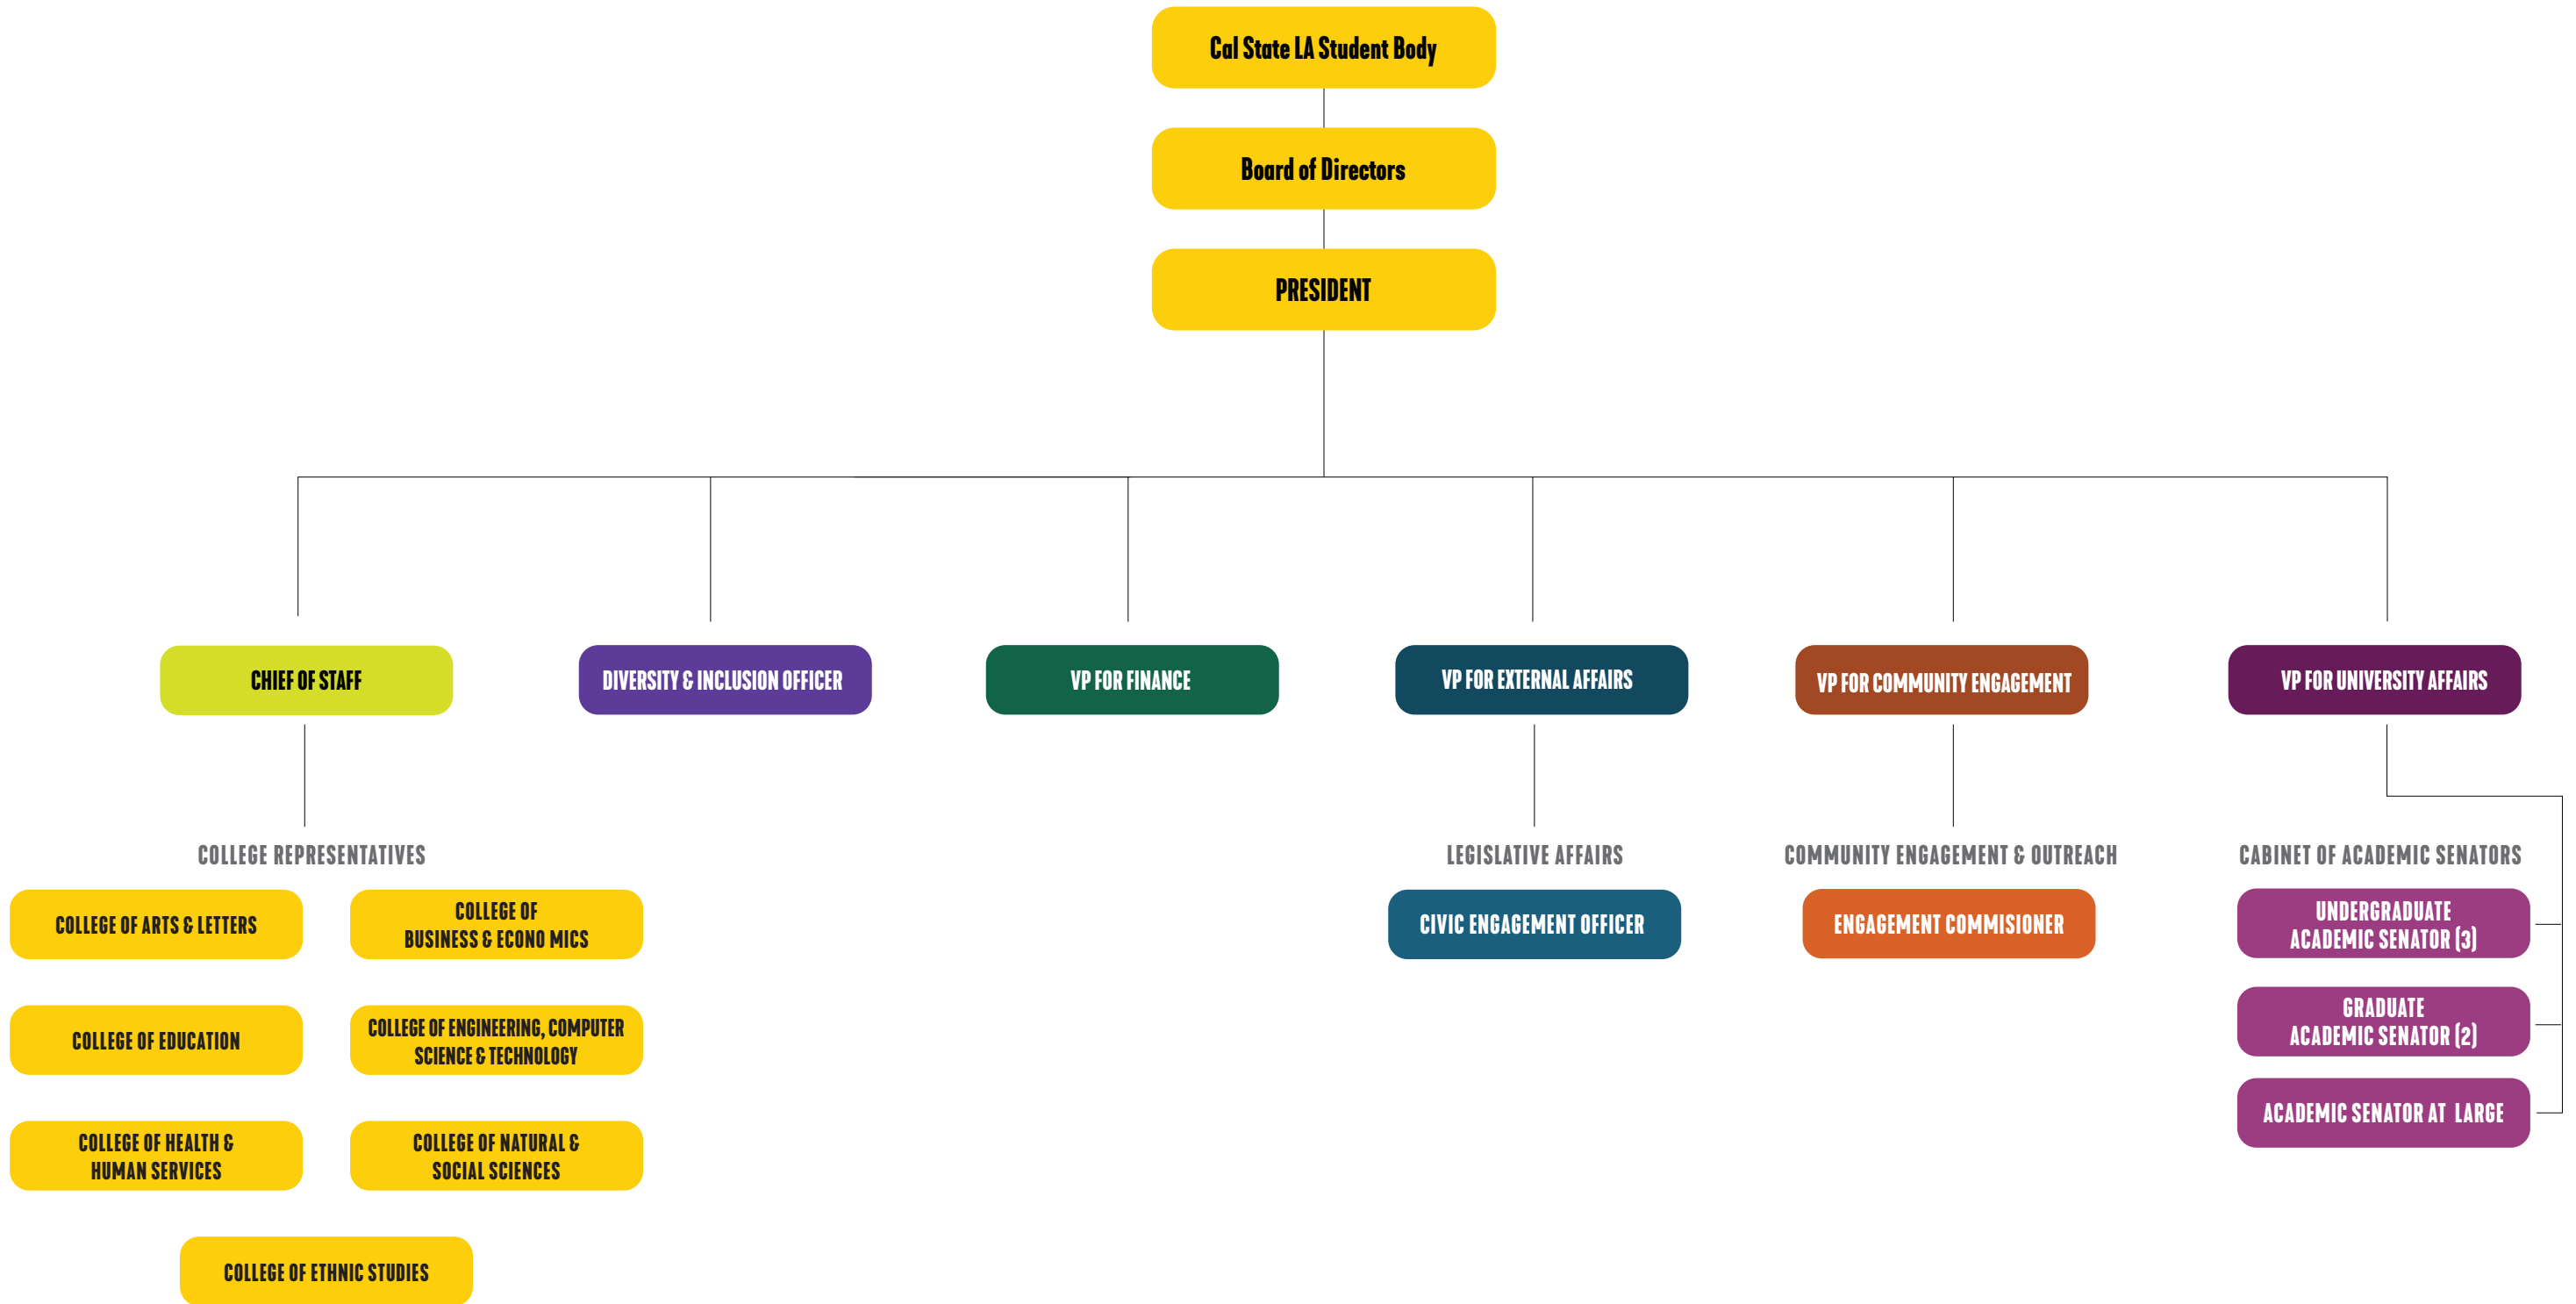 Cal State LA Student Body
Board of Directors
PRESIDENT
CHIEF OF STAFF
DIVERSITY & INCLUSION OFFICER
VP FOR FINANCE
VP FOR EXTERNAL AFFAIRS
VP FOR COMMUNITY ENGAGEMENT
VP FOR UNIVERSITY AFFAIRS
COLLEGE REPRESENTATIVES
COLLEGE OF ARTS & LETTERS
COLLEGE OF
BUSINESS & ECONO MICS
COLLEGE OF EDUCATION
COLLEGE OF ENGINEERING, COMPUTER
SCIENCE & TECHNOLOGY
COLLEGE OF HEALTH &
HUMAN SERVICES
COLLEGE OF NATURAL &
SOCIAL SCIENCES
COLLEGE OF ETHNIC STUDIES
LEGISLATIVE AFFAIRS
CIVIC ENGAGEMENT OFFICER
COMMUNITY ENGAGEMENT & OUTREACH
ENGAGEMENT COMMISIONER
CABINET OF ACADEMIC SENATORS
UNDERGRADUATE
ACADEMIC SENATOR (3)
GRADUATE
ACADEMIC SENATOR (2)
ACADEMIC SENATOR AT LARGE